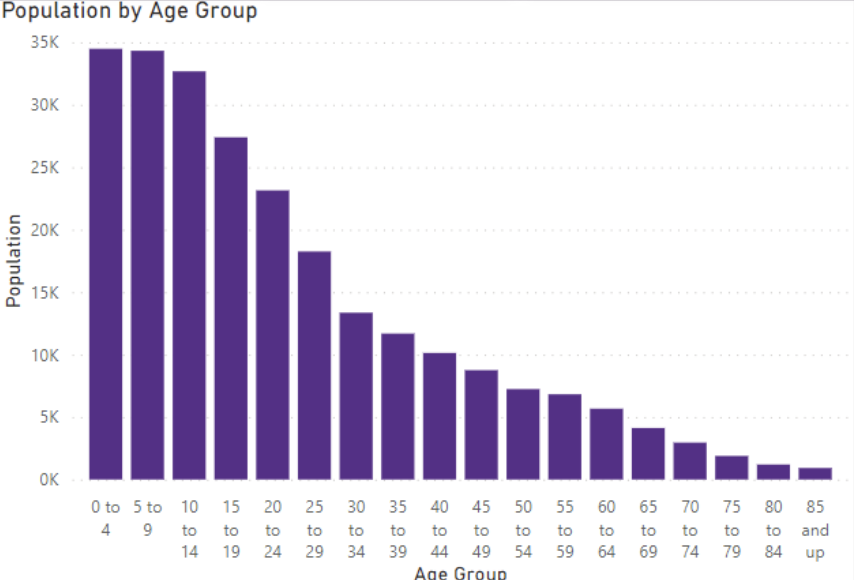 Population by Age Group
35K
30K
25K
20K
15K
10K
5K
0K
Population
0 to 4
5 to 9
10 to 14
15 to 19
20 to 24
25 to 29
30 to 34
35 to 39
40 to 44
45 to 49
50 to 54
55 to 59
60 to 64
65 to 69
70 to 74
75 to 79
80 to 84
85 and up
Age Group